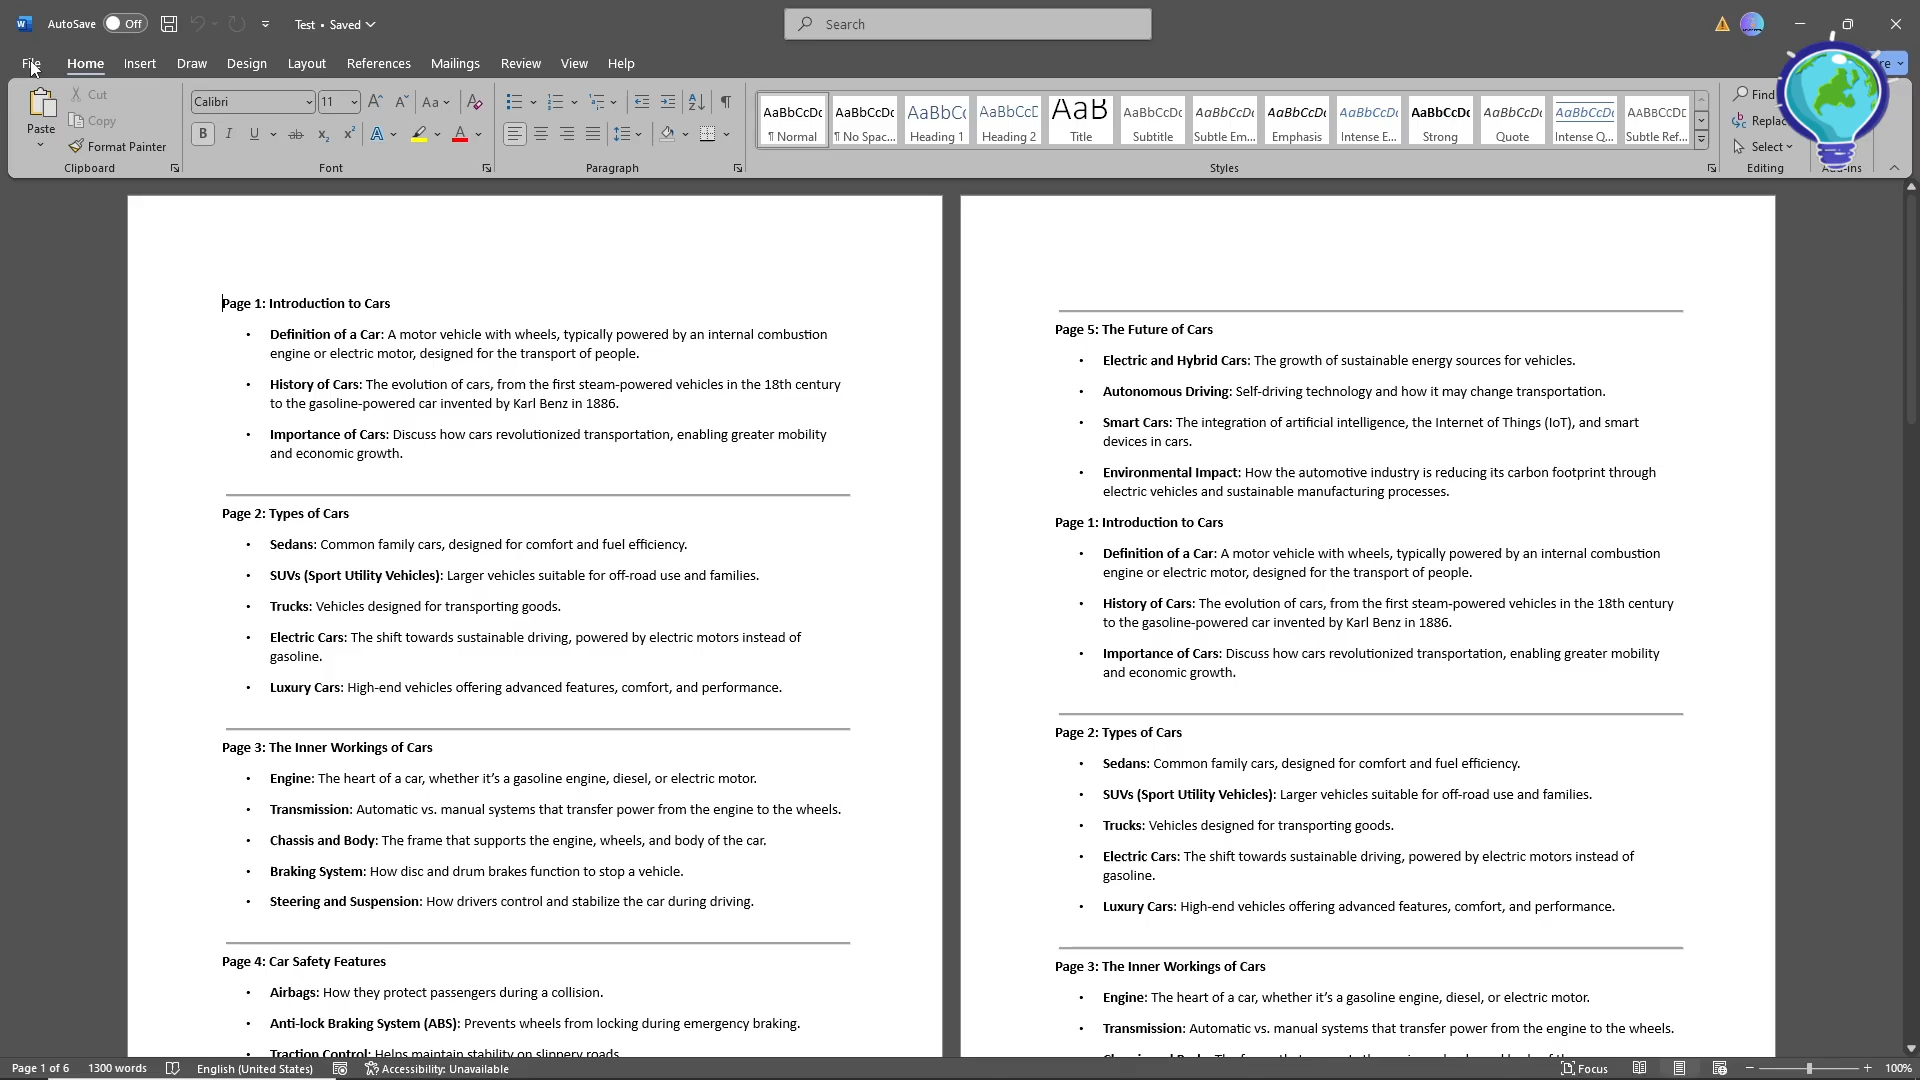 AutoSave Off Test • Saved Search
File Home Insert Draw Design Layout References Mailings Review View Help
Paste Cut Copy Format Painter Clipboard
Calibri 11 Aa Font
Paragraph
AaBbCcDc AaBbCcDc AaBbC( AaBbCcE AaB AaBbCcDc AaBbCcDc AaBbCcDc AaBbCcDc AaBbCcDc AaBbCcDc AaBbCcDc AABBCCDE
¶ Normal ¶ No Spac... Heading 1 Heading 2 Title Subtitle Subtle Em... Emphasis Intense E... Strong Quote Intense Q... Subtle Ref...
Styles
Find
Select
Editing
Page 1: Introduction to Cars
• Definition of a Car: A motor vehicle with wheels, typically powered by an internal combustion
engine or electric motor, designed for the transport of people.
• History of Cars: The evolution of cars, from the first steam-powered vehicles in the 18th century
to the gasoline-powered car invented by Karl Benz in 1886.
• Importance of Cars: Discuss how cars revolutionized transportation, enabling greater mobility
and economic growth.
Page 2: Types of Cars
• Sedans: Common family cars, designed for comfort and fuel efficiency.
• SUVs (Sport Utility Vehicles): Larger vehicles suitable for off-road use and families.
• Trucks: Vehicles designed for transporting goods.
• Electric Cars: The shift towards sustainable driving, powered by electric motors instead of
gasoline.
• Luxury Cars: High-end vehicles offering advanced features, comfort, and performance.
Page 3: The Inner Workings of Cars
• Engine: The heart of a car, whether it’s a gasoline engine, diesel, or electric motor.
• Transmission: Automatic vs. manual systems that transfer power from the engine to the wheels.
• Chassis and Body: The frame that supports the engine, wheels, and body of the car.
• Braking System: How disc and drum brakes function to stop a vehicle.
• Steering and Suspension: How drivers control and stabilize the car during driving.
Page 4: Car Safety Features
• Airbags: How they protect passengers during a collision.
• Anti-lock Braking System (ABS): Prevents wheels from locking during emergency braking.
• Traction Control: Helps maintain stability on slippery roads.
Page 5: The Future of Cars
• Electric and Hybrid Cars: The growth of sustainable energy sources for vehicles.
• Autonomous Driving: Self-driving technology and how it may change transportation.
• Smart Cars: The integration of artificial intelligence, the Internet of Things (IoT), and smart
devices in cars.
• Environmental Impact: How the automotive industry is reducing its carbon footprint through
electric vehicles and sustainable manufacturing processes.
Page 1: Introduction to Cars
• Definition of a Car: A motor vehicle with wheels, typically powered by an internal combustion
engine or electric motor, designed for the transport of people.
• History of Cars: The evolution of cars, from the first steam-powered vehicles in the 18th century
to the gasoline-powered car invented by Karl Benz in 1886.
• Importance of Cars: Discuss how cars revolutionized transportation, enabling greater mobility
and economic growth.
Page 2: Types of Cars
• Sedans: Common family cars, designed for comfort and fuel efficiency.
• SUVs (Sport Utility Vehicles): Larger vehicles suitable for off-road use and families.
• Trucks: Vehicles designed for transporting goods.
• Electric Cars: The shift towards sustainable driving, powered by electric motors instead of
gasoline.
• Luxury Cars: High-end vehicles offering advanced features, comfort, and performance.
Page 3: The Inner Workings of Cars
• Engine: The heart of a car, whether it’s a gasoline engine, diesel, or electric motor.
• Transmission: Automatic vs. manual systems that transfer power from the engine to the wheels.
Page 1 of 6 1300 words English (United States) Accessibility: Unavailable Focus 100%